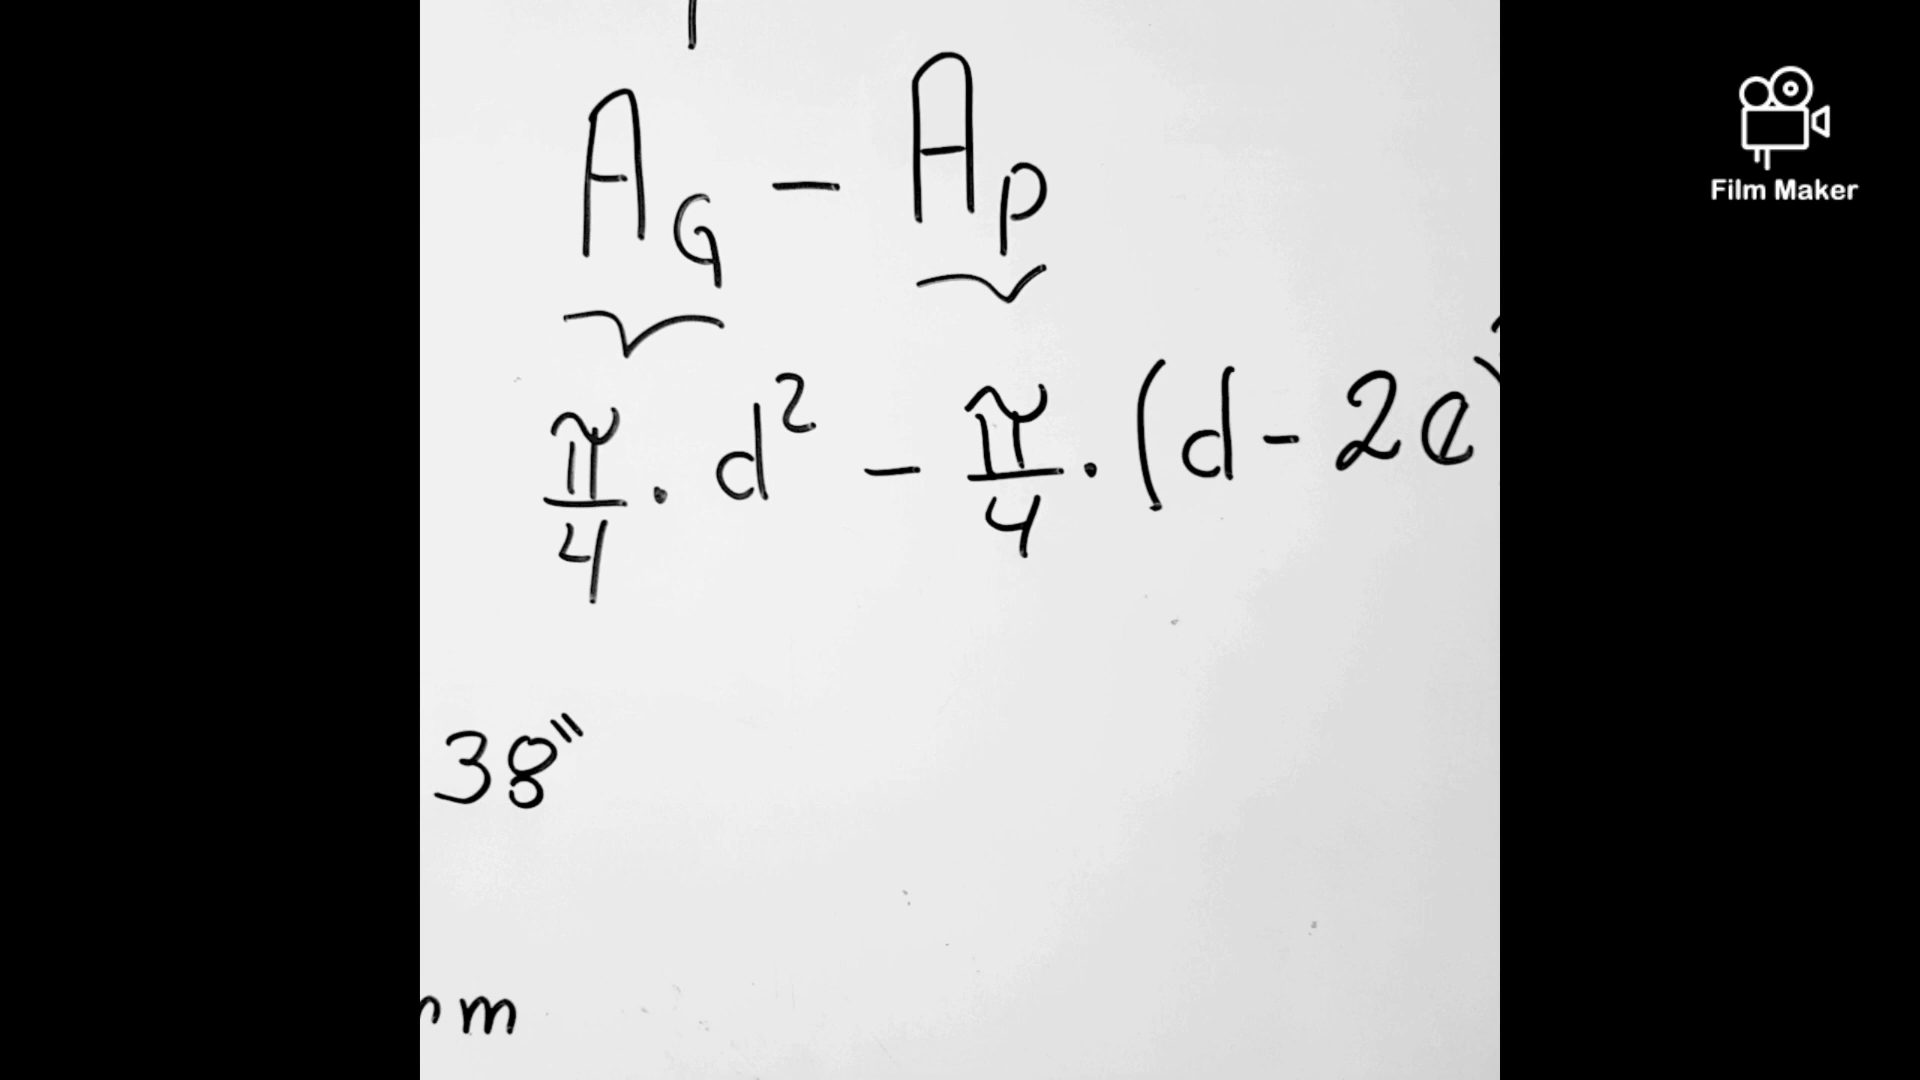 A_G - A_P
π/4 · d² - π/4 · (d - 2e)
38"
m
Film Maker